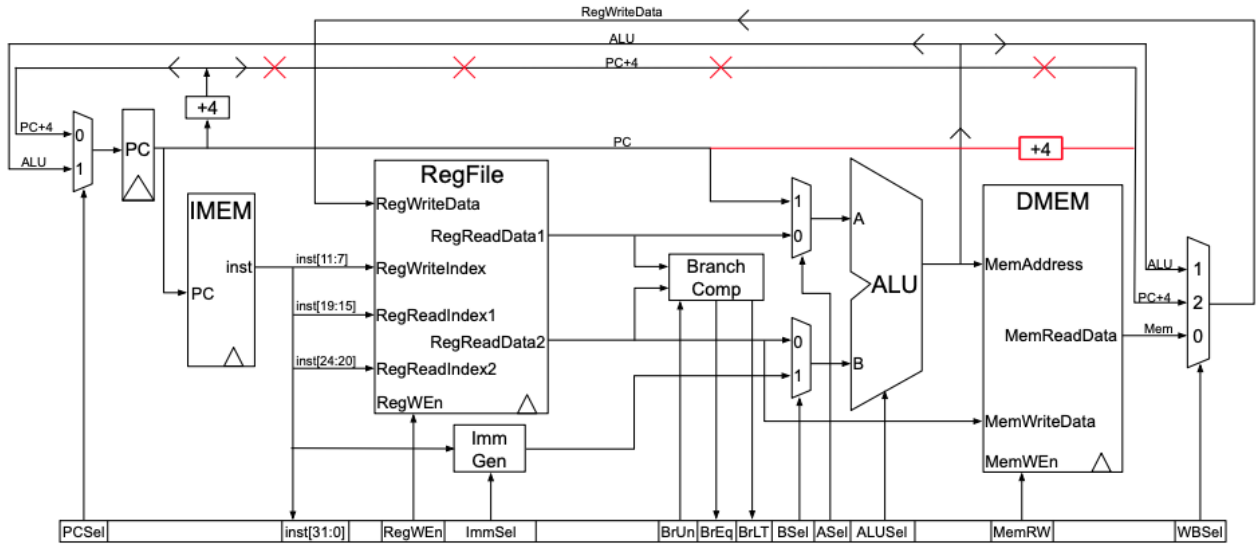 RegWriteData
ALU
PC+4
+4
PC+4
0
ALU
1
PC
PC
+4
RegFile
IMEM
DMEM
RegWriteData
1
A
RegReadData1
0
inst
inst[11:7]
RegWriteIndex
Branch
Comp
ALU
MemAddress
ALU
1
PC
PC+4
2
inst[19:15]
RegReadIndex1
RegReadData2
0
MemReadData
Mem
0
inst[24:20]
RegReadIndex2
1
B
RegWEn
Imm
Gen
MemWriteData
MemWEn
PCSel inst[31:0] RegWEn ImmSel BrUn BrEq BrLT BSel ASel ALUSel MemRW WBSel